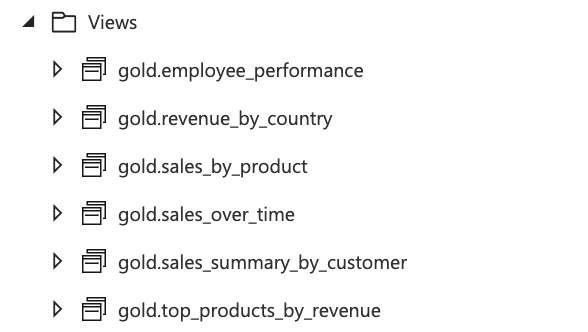 Views
gold.employee_performance
gold.revenue_by_country
gold.sales_by_product
gold.sales_over_time
gold.sales_summary_by_customer
gold.top_products_by_revenue